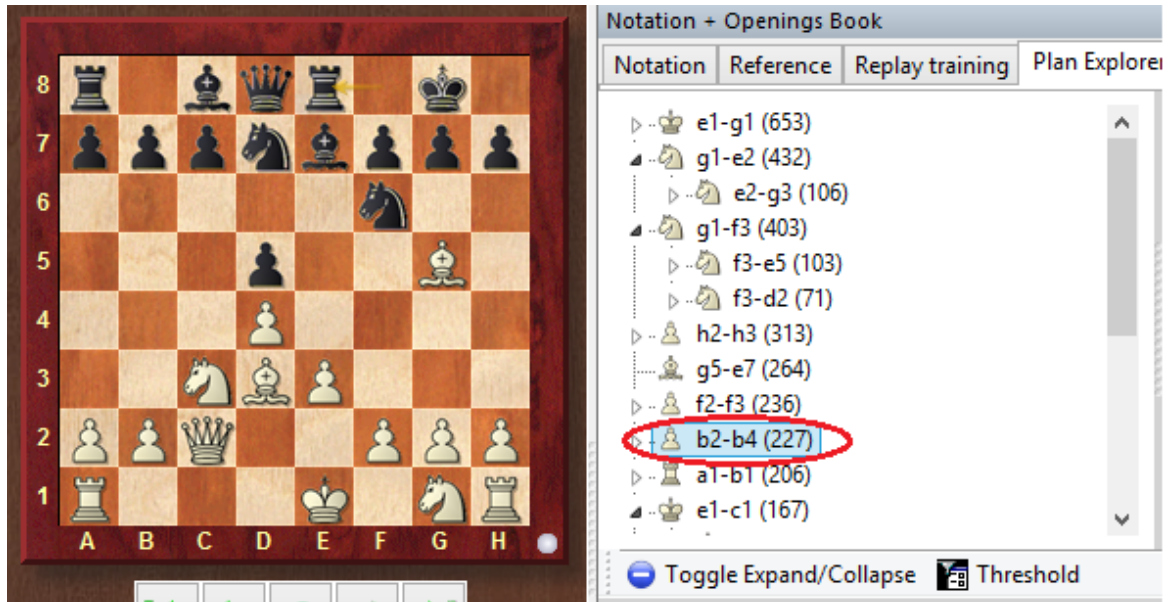 Notation + Openings Book
Notation Reference Replay training Plan Explorer
8
7
6
5
4
3
2
1
A B C D E F G H
e1-g1 (653)
g1-e2 (432)
e2-g3 (106)
g1-f3 (403)
f3-e5 (103)
f3-d2 (71)
h2-h3 (313)
g5-e7 (264)
f2-f3 (236)
b2-b4 (227)
a1-b1 (206)
e1-c1 (167)
Toggle Expand/Collapse Threshold